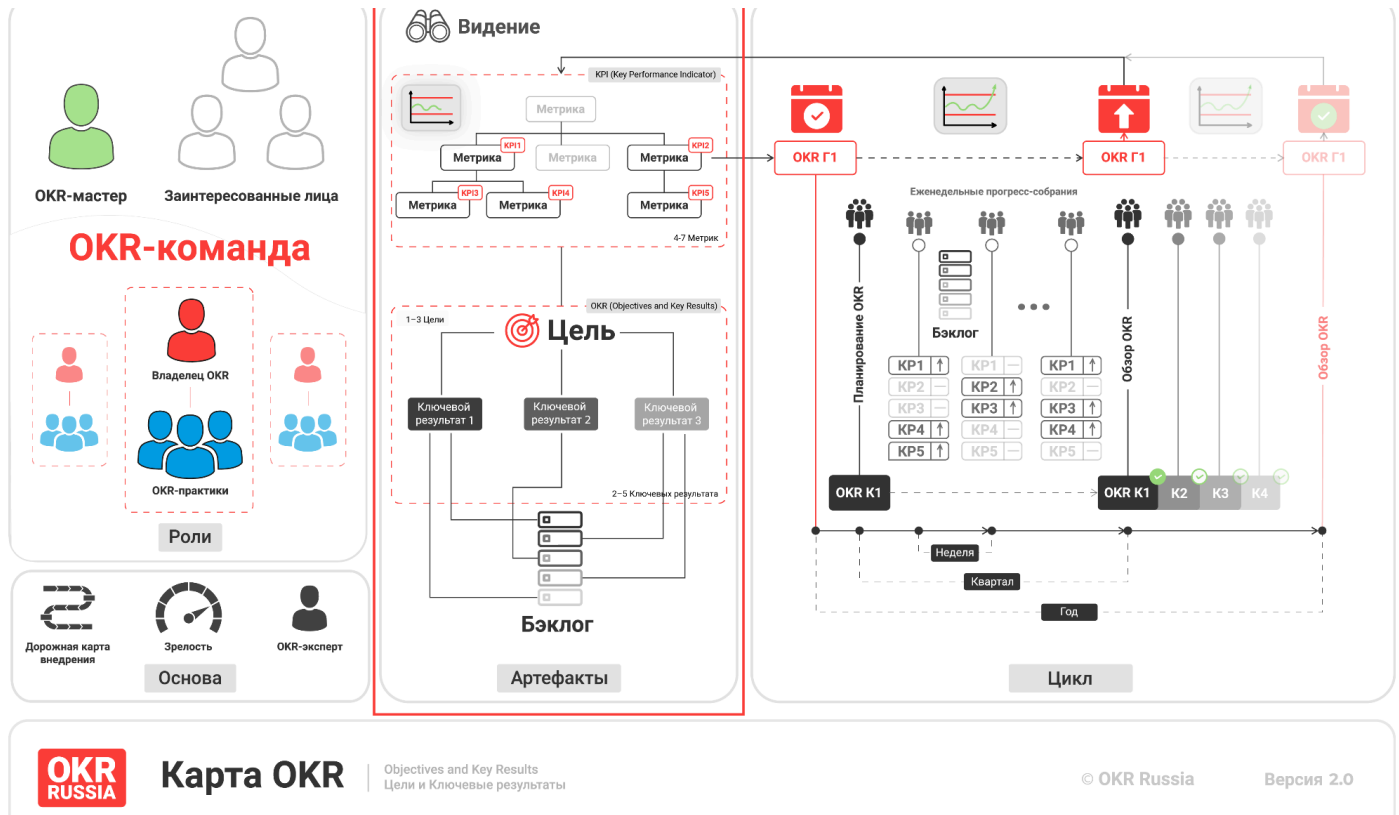 OKR-мастер
Заинтересованные лица
OKR-команда
Владелец OKR
OKR-практики
Роли
Дорожная карта
внедрения
Зрелость
OKR-эксперт
Основа
Видение
KPI (Key Performance Indicator)
Метрика
KPI1
Метрика
Метрика
KPI2
Метрика
KPI3
Метрика
KPI4
Метрика
KPI5
Метрика
4-7 Метрик
OKR (Objectives and Key Results)
1–3 Цели
Цель
Ключевой
результат 1
Ключевой
результат 2
Ключевой
результат 3
2–5 Ключевых результата
Бэклог
Артефакты
OKR Г1
OKR Г1
OKR Г1
Еженедельные прогресс-собрания
Планирование OKR
Бэклог
Обзор OKR
Обзор OKR
КР1
КР2
КР3
КР4
КР5
КР1
КР2
КР3
КР4
КР5
КР1
КР2
КР3
КР4
КР5
OKR К1
OKR К1
К2
К3
К4
Неделя
Квартал
Год
Цикл
OKR
RUSSIA
Карта OKR
Objectives and Key Results
Цели и Ключевые результаты
© OKR Russia
Версия 2.0